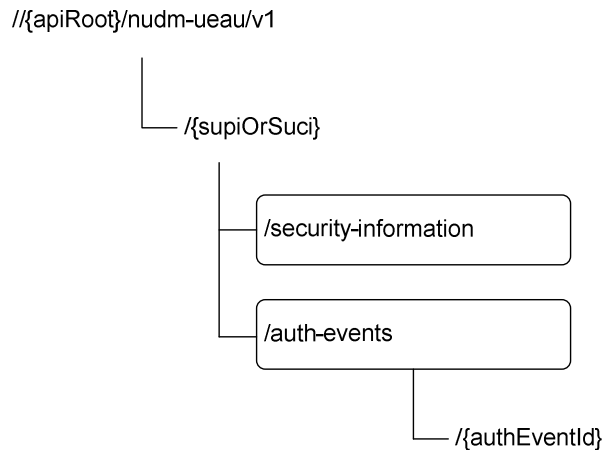 //{apiRoot}/nudm-ueau/v1
/{supiOrSuci}
/security-information
/auth-events
/{authEventId}